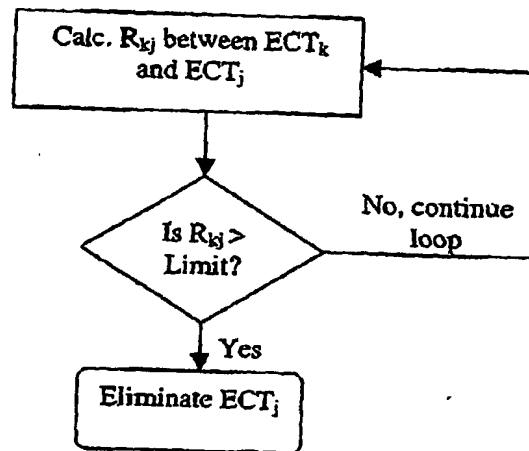 Calc. Rkj between ECTk
and ECTj
Is Rkj >
Limit?
No, continue
loop
Yes
Eliminate ECTj